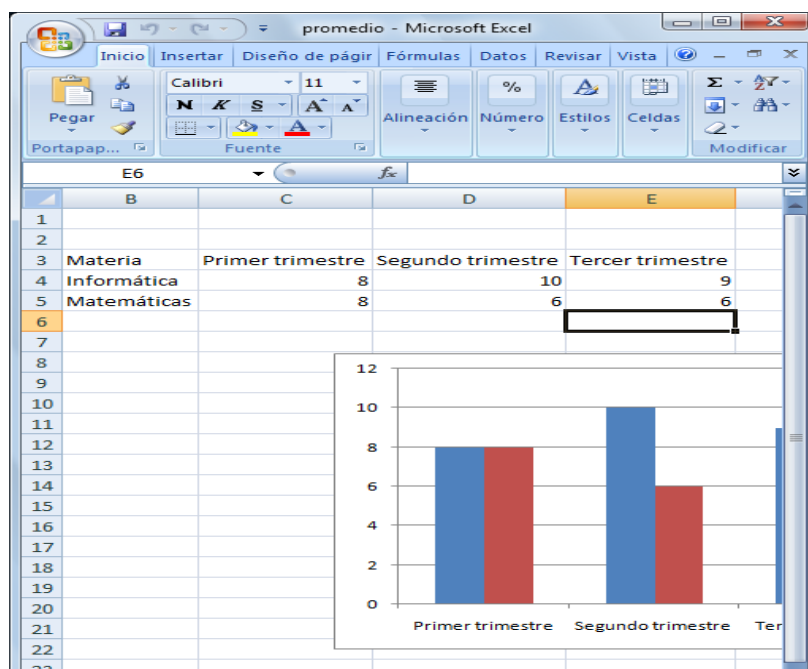 promedio - Microsoft Excel
Inicio Insertar Diseño de págir Fórmulas Datos Revisar Vista
Pegar
Calibri 11
N K S A A
A
%
Alineación Número Estilos Celdas
Σ
Portapap... Fuente Modificar
E6 fx
B C D E
1
2
3 Materia Primer trimestre Segundo trimestre Tercer trimestre
4 Informática 8 10 9
5 Matemáticas 8 6 6
6
7
8
9
10
11
12
13
14
15
16
17
18
19
20
21
22
12
10
8
6
4
2
0
Primer trimestre Segundo trimestre Ter